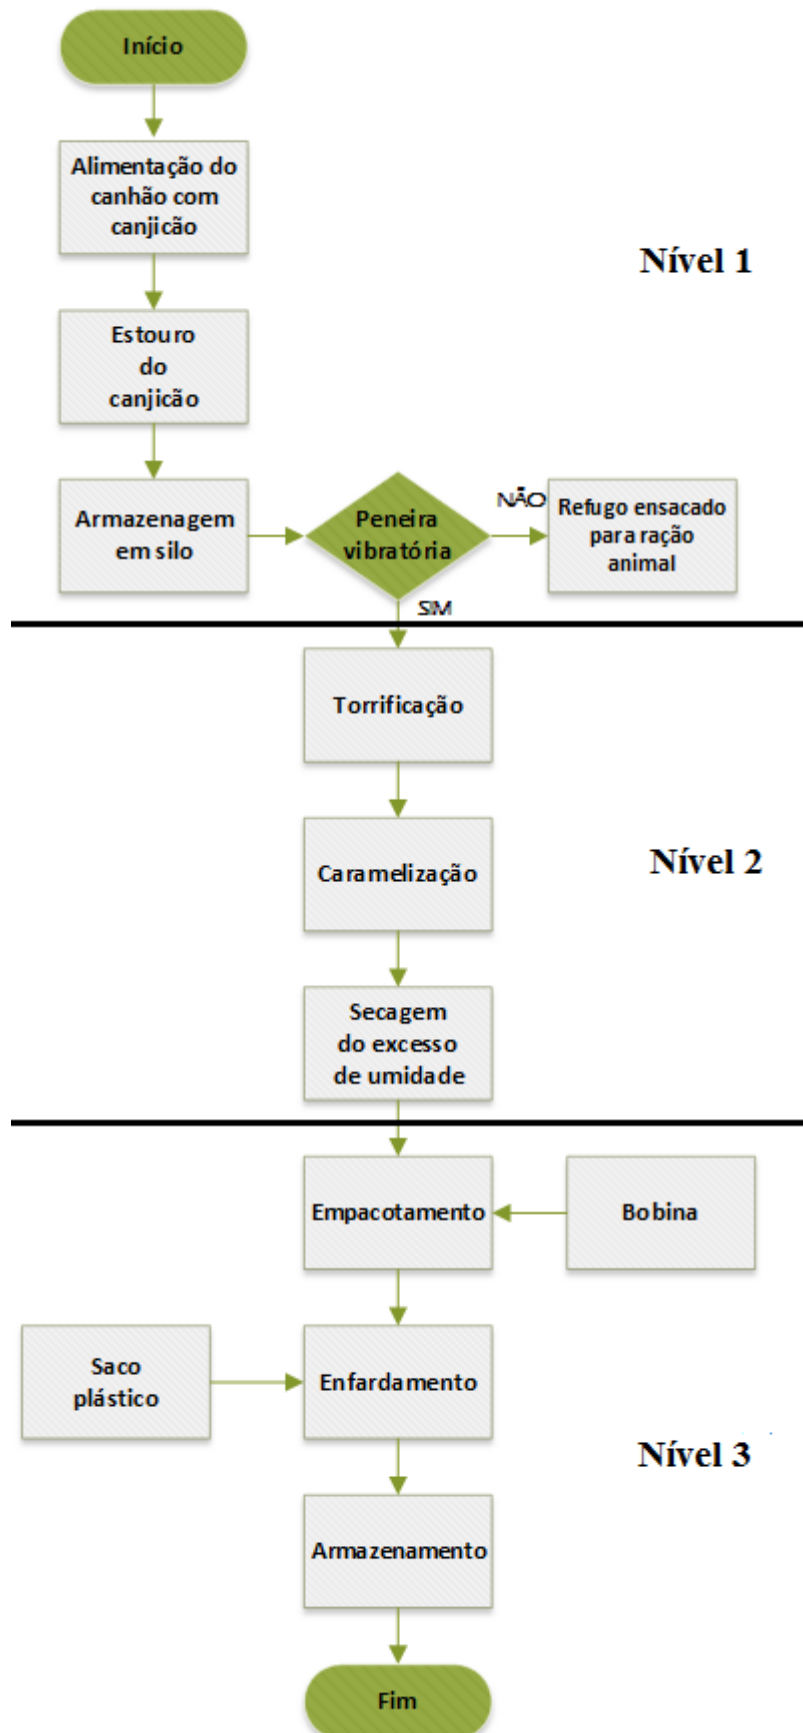 Início
Alimentação do
canhão com
canjicão
Nível 1
Estouro
do
canjicão
Armazenagem
em silo
Peneira
vibratória
NÃO
Refugo ensacado
para ração
animal
SIM
Torrificação
Caramelização
Nível 2
Secagem
do excesso
de umidade
Empacotamento
Bobina
Saco
plástico
Enfardamento
Nível 3
Armazenamento
Fim